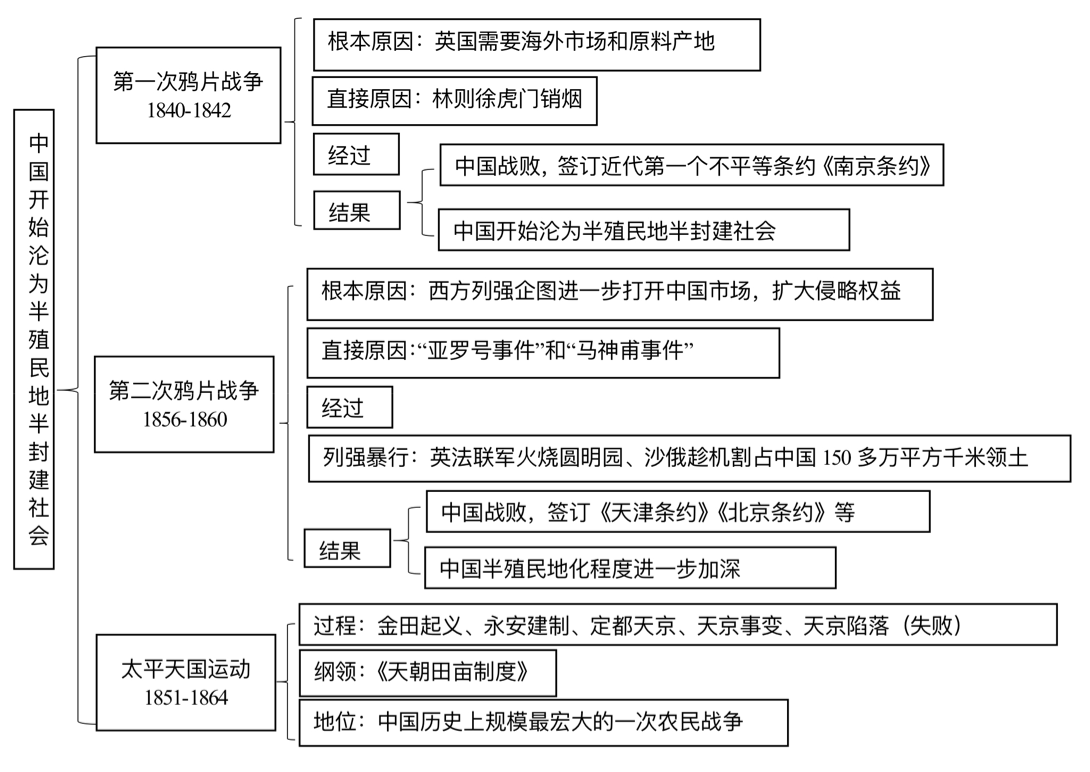 中国开始沦为半殖民地半封建社会
第一次鸦片战争
1840-1842
根本原因：英国需要海外市场和原料产地
直接原因：林则徐虎门销烟
经过
结果
中国战败，签订近代第一个不平等条约《南京条约》
中国开始沦为半殖民地半封建社会
第二次鸦片战争
1856-1860
根本原因：西方列强企图进一步打开中国市场，扩大侵略权益
直接原因：“亚罗号事件”和“马神甫事件”
经过
列强暴行：英法联军火烧圆明园、沙俄趁机割占中国 150 多万平方千米领土
结果
中国战败，签订《天津条约》《北京条约》等
中国半殖民地化程度进一步加深
太平天国运动
1851-1864
过程：金田起义、永安建制、定都天京、天京事变、天京陷落（失败）
纲领：《天朝田亩制度》
地位：中国历史上规模最宏大的一次农民战争